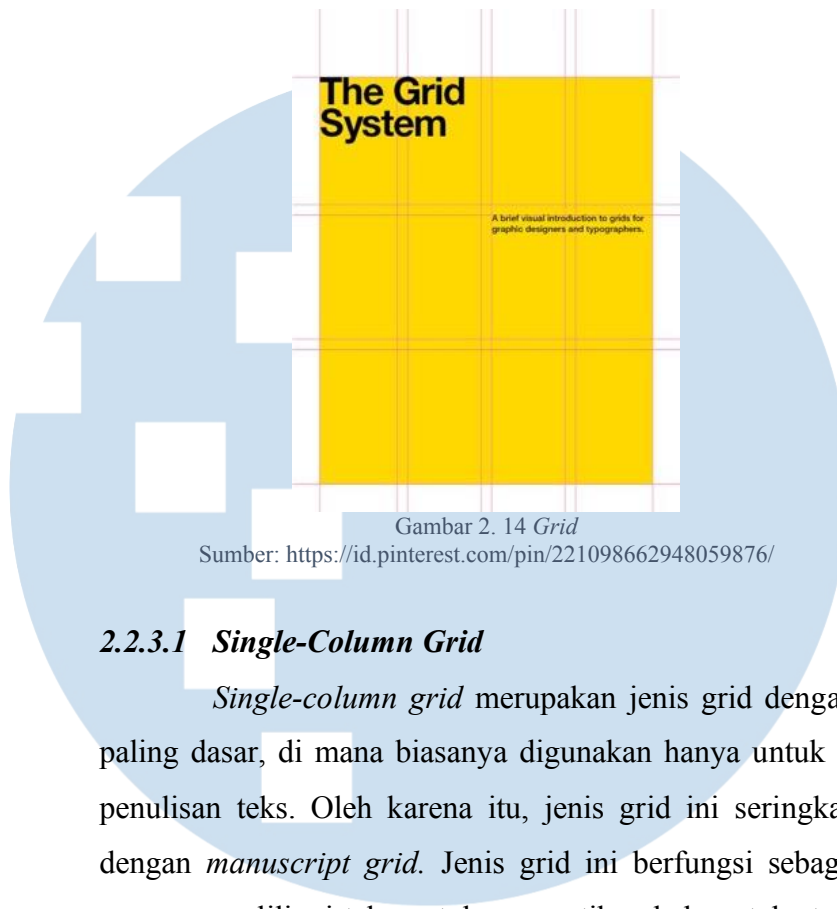 The Grid
System
A brief visual introduction to grids for
graphic designers and typographers.
Gambar 2. 14 Grid
Sumber: https://id.pinterest.com/pin/221098662948059876/
2.2.3.1 Single-Column Grid
Single-column grid merupakan jenis grid
paling dasar, di mana biasanya digunakan hanya untuk
penulisan teks. Oleh karena itu, jenis grid ini
dengan manuscript grid. Jenis grid ini berfungsi